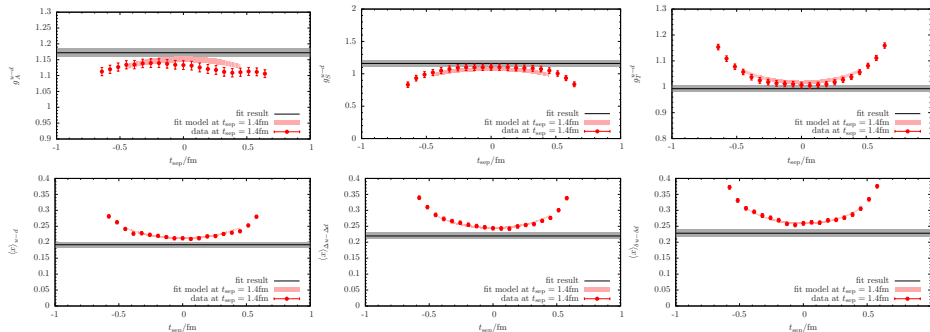 1.3
1.25
1.2
1.15
1.1
1.05
1
0.95
0.9
g_A^{u-d}
fit result
fit model at t_sep = 1.4fm
data at t_sep = 1.4fm
-1 -0.5 0 0.5 1
t_sep/fm
2
1.5
1
0.5
0
g_S^{u-d}
fit result
fit model at t_sep = 1.4fm
data at t_sep = 1.4fm
-1 -0.5 0 0.5 1
t_sep/fm
1.3
1.2
1.1
1
0.9
0.8
g_T^{u-d}
fit result
fit model at t_sep = 1.4fm
data at t_sep = 1.4fm
-1 -0.5 0 0.5 1
t_sep/fm
0.4
0.35
0.3
0.25
0.2
0.15
0.1
0.05
0
⟨x⟩_{u-d}
fit result
fit model at t_sep = 1.4fm
data at t_sep = 1.4fm
-1 -0.5 0 0.5 1
t_sep/fm
0.4
0.35
0.3
0.25
0.2
0.15
0.1
0.05
0
⟨x⟩_{Δu-Δd}
fit result
fit model at t_sep = 1.4fm
data at t_sep = 1.4fm
-1 -0.5 0 0.5 1
t_sep/fm
0.4
0.35
0.3
0.25
0.2
0.15
0.1
0.05
0
⟨x⟩_{δu-δd}
fit result
fit model at t_sep = 1.4fm
data at t_sep = 1.4fm
-1 -0.5 0 0.5 1
t_sep/fm